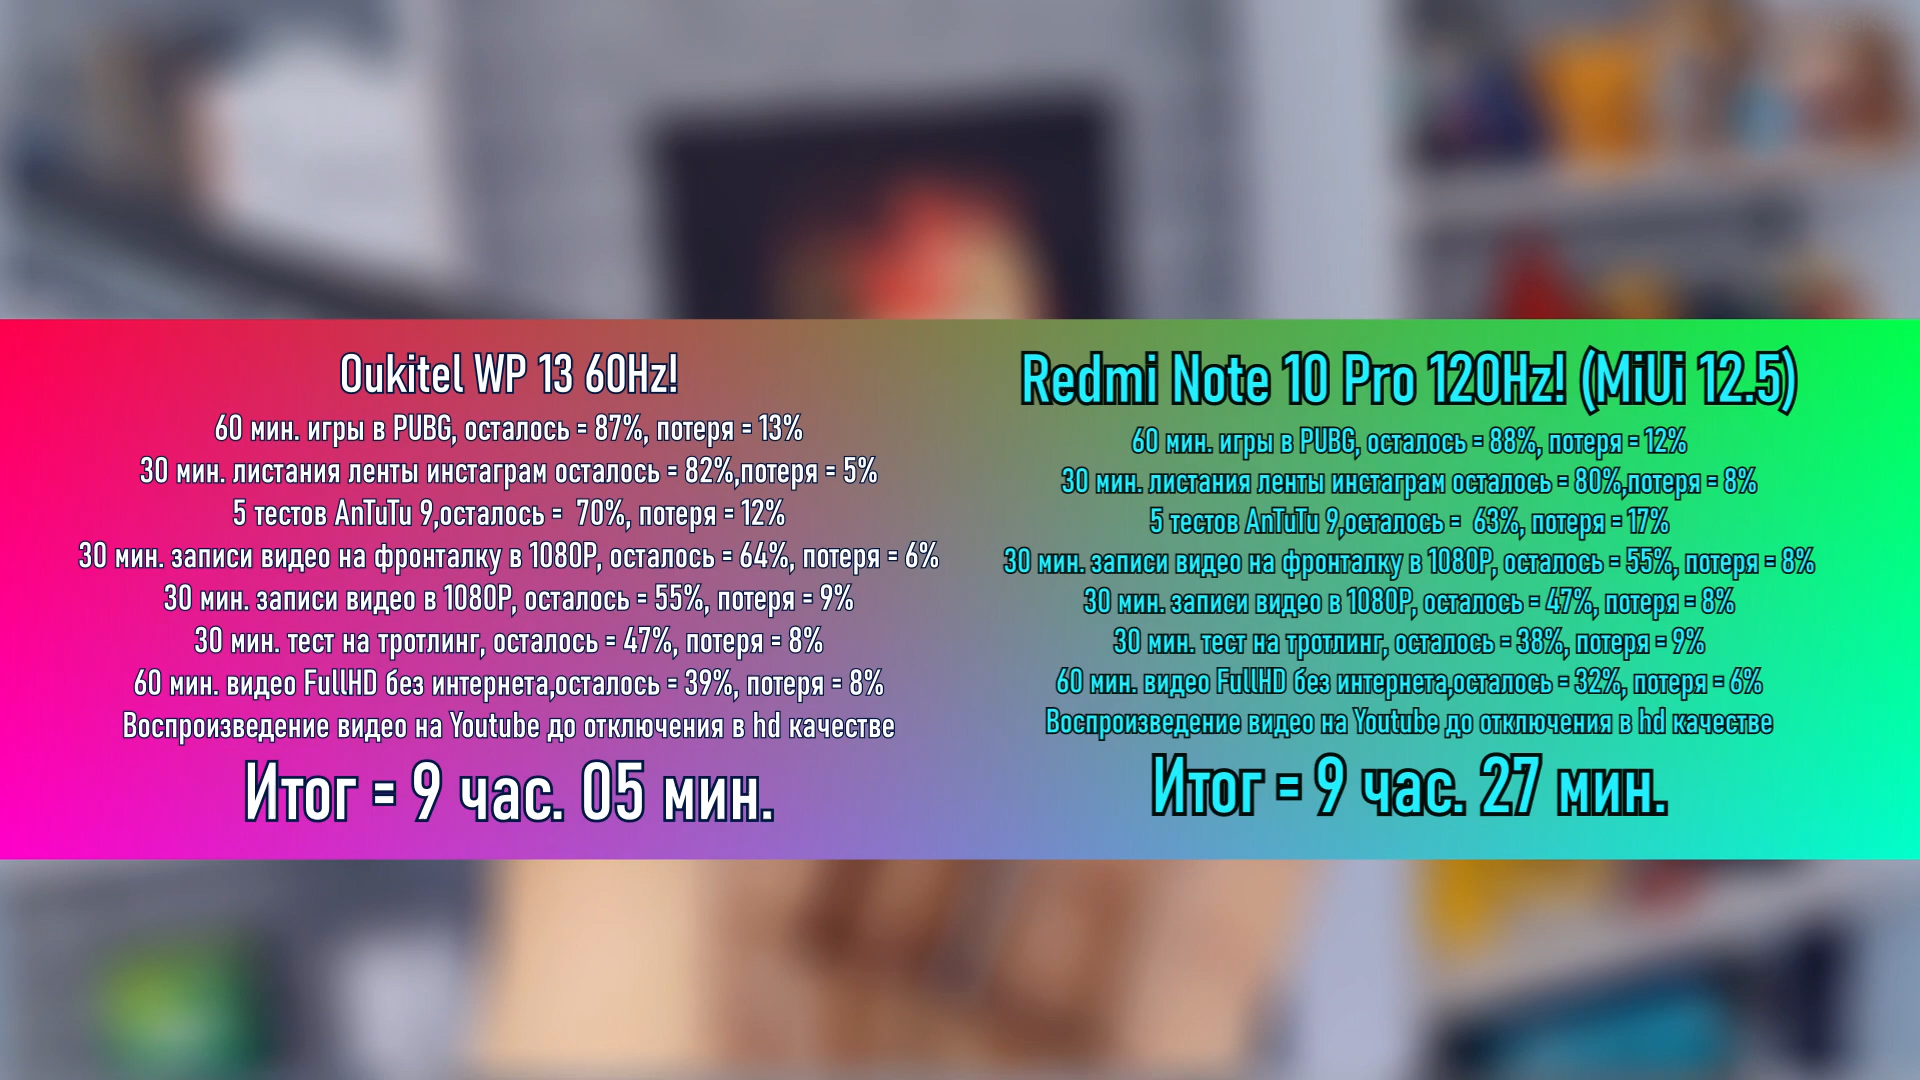 Oukitel WP 13 60Hz!
60 мин. игры в PUBG, осталось = 87%, потеря = 13%
30 мин. листания ленты инстаграм осталось = 82%,потеря = 5%
5 тестов AnTuTu 9,осталось =  70%, потеря = 12%
30 мин. записи видео на фронталку в 1080P, осталось = 64%, потеря = 6%
30 мин. записи видео в 1080P, осталось = 55%, потеря = 9%
30 мин. тест на тротлинг, осталось = 47%, потеря = 8%
60 мин. видео FullHD без интернета,осталось = 39%, потеря = 8%
Воспроизведение видео на Youtube до отключения в hd качестве
Итог = 9 час. 05 мин.
Redmi Note 10 Pro 120Hz! (MiUi 12.5)
60 мин. игры в PUBG, осталось = 88%, потеря = 12%
30 мин. листания ленты инстаграм осталось = 80%,потеря = 8%
5 тестов AnTuTu 9,осталось =  63%, потеря = 17%
30 мин. записи видео на фронталку в 1080P, осталось = 55%, потеря = 8%
30 мин. записи видео в 1080P, осталось = 47%, потеря = 8%
30 мин. тест на тротлинг, осталось = 38%, потеря = 9%
60 мин. видео FullHD без интернета,осталось = 32%, потеря = 6%
Воспроизведение видео на Youtube до отключения в hd качестве
Итог = 9 час. 27 мин.